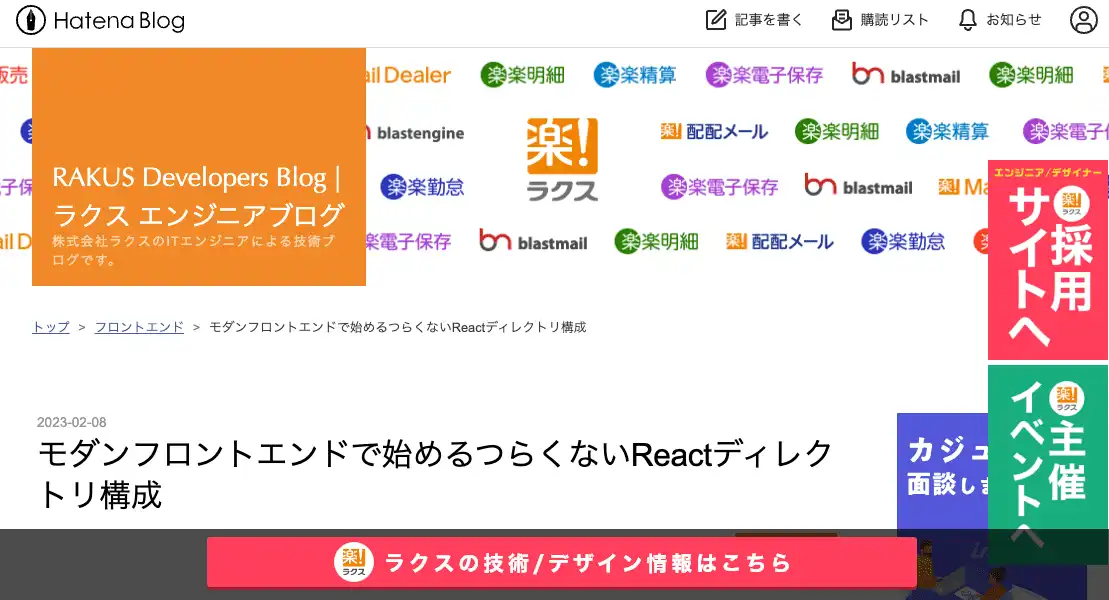 Hatena Blog
記事を書く
購読リスト
お知らせ
販売
ail Dealer
楽楽明細
楽楽精算
楽楽電子保存
blastmail
楽楽明細
blastengine
楽!
ラクス
楽! 配配メール
楽楽明細
楽楽精算
楽楽電子
RAKUS Developers Blog |
ラクス エンジニアブログ
株式会社ラクスのITエンジニアによる技術ブ
ログです。
子保
楽楽勤怠
楽楽電子保存
blastmail
楽! Ma
ail D
楽電子保存
blastmail
楽楽明細
楽! 配配メール
楽楽勤怠
エンジニア/デザイナー
楽!
ラクス
採用
サイトへ
トップ > フロントエンド > モダンフロントエンドで始めるつらくないReactディレクトリ構成
楽!
ラクス
主催
イベントへ
2023-02-08
モダンフロントエンドで始めるつらくないReactディレク
トリ構成
カジュ
面談しま
楽!
ラクス
ラクスの技術/デザイン情報はこちら